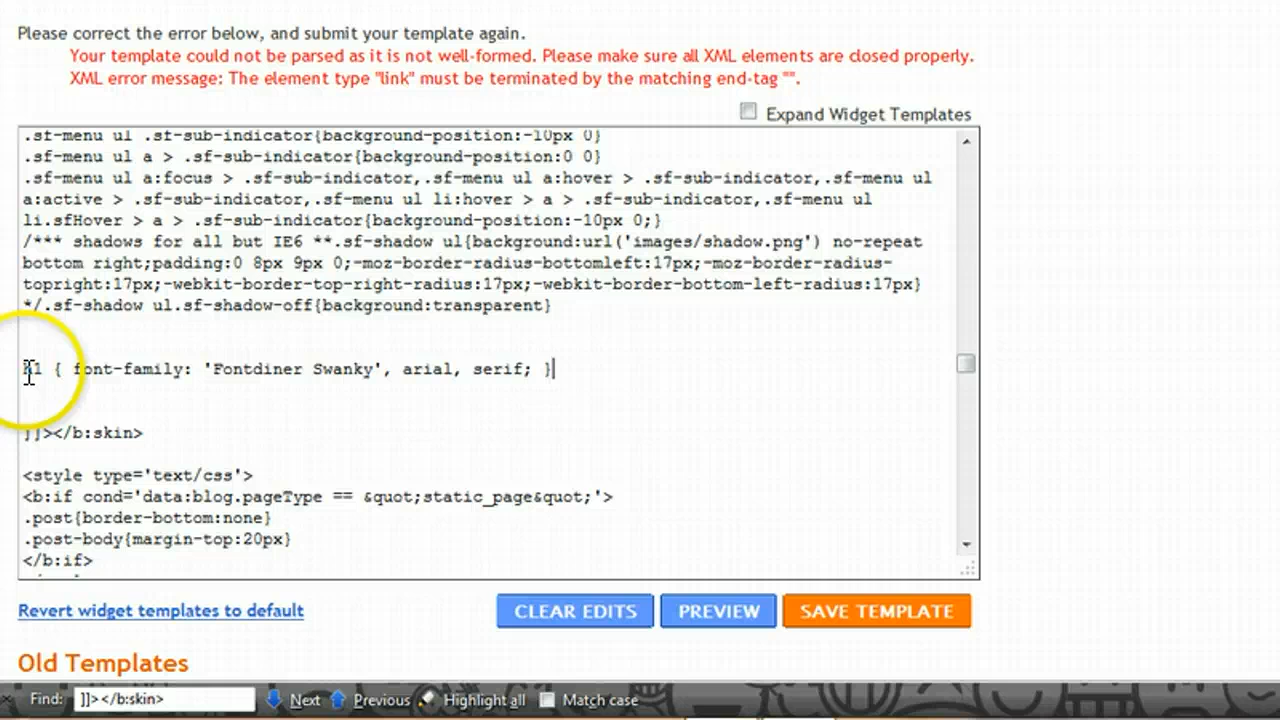 Please correct the error below, and submit your template again.
Your template could not be parsed as it is not well-formed. Please make sure all XML elements are closed properly.
XML error message: The element type "link" must be terminated by the matching end-tag "".
Expand Widget Templates
.sf-menu ul .sf-sub-indicator{background-position:-10px 0}
.sf-menu ul a > .sf-sub-indicator{background-position:0 0}
.sf-menu ul a:focus > .sf-sub-indicator,.sf-menu ul a:hover > .sf-sub-indicator,.sf-menu ul
a:active > .sf-sub-indicator,.sf-menu ul li:hover > a > .sf-sub-indicator,.sf-menu ul
li.sfHover > a > .sf-sub-indicator{background-position:-10px 0;}
/*** shadows for all but IE6 **.sf-shadow ul{background:url('images/shadow.png') no-repeat
bottom right;padding:0 8px 9px 0;-moz-border-radius-bottomleft:17px;-moz-border-radius-
topright:17px;-webkit-border-top-right-radius:17px;-webkit-border-bottom-left-radius:17px}
*/.sf-shadow ul.sf-shadow-off{background:transparent}
{ font-family: 'Fontdiner Swanky', arial, serif; }
]]></b:skin>
<style type='text/css'>
<b:if cond='data:blog.pageType == &quot;static_page&quot;'>
.post{border-bottom:none}
.post-body{margin-top:20px}
</b:if>
Revert widget templates to default
CLEAR EDITS
PREVIEW
SAVE TEMPLATE
Old Templates
Find:
]]></b:skin>
Next
Previous
Highlight all
Match case